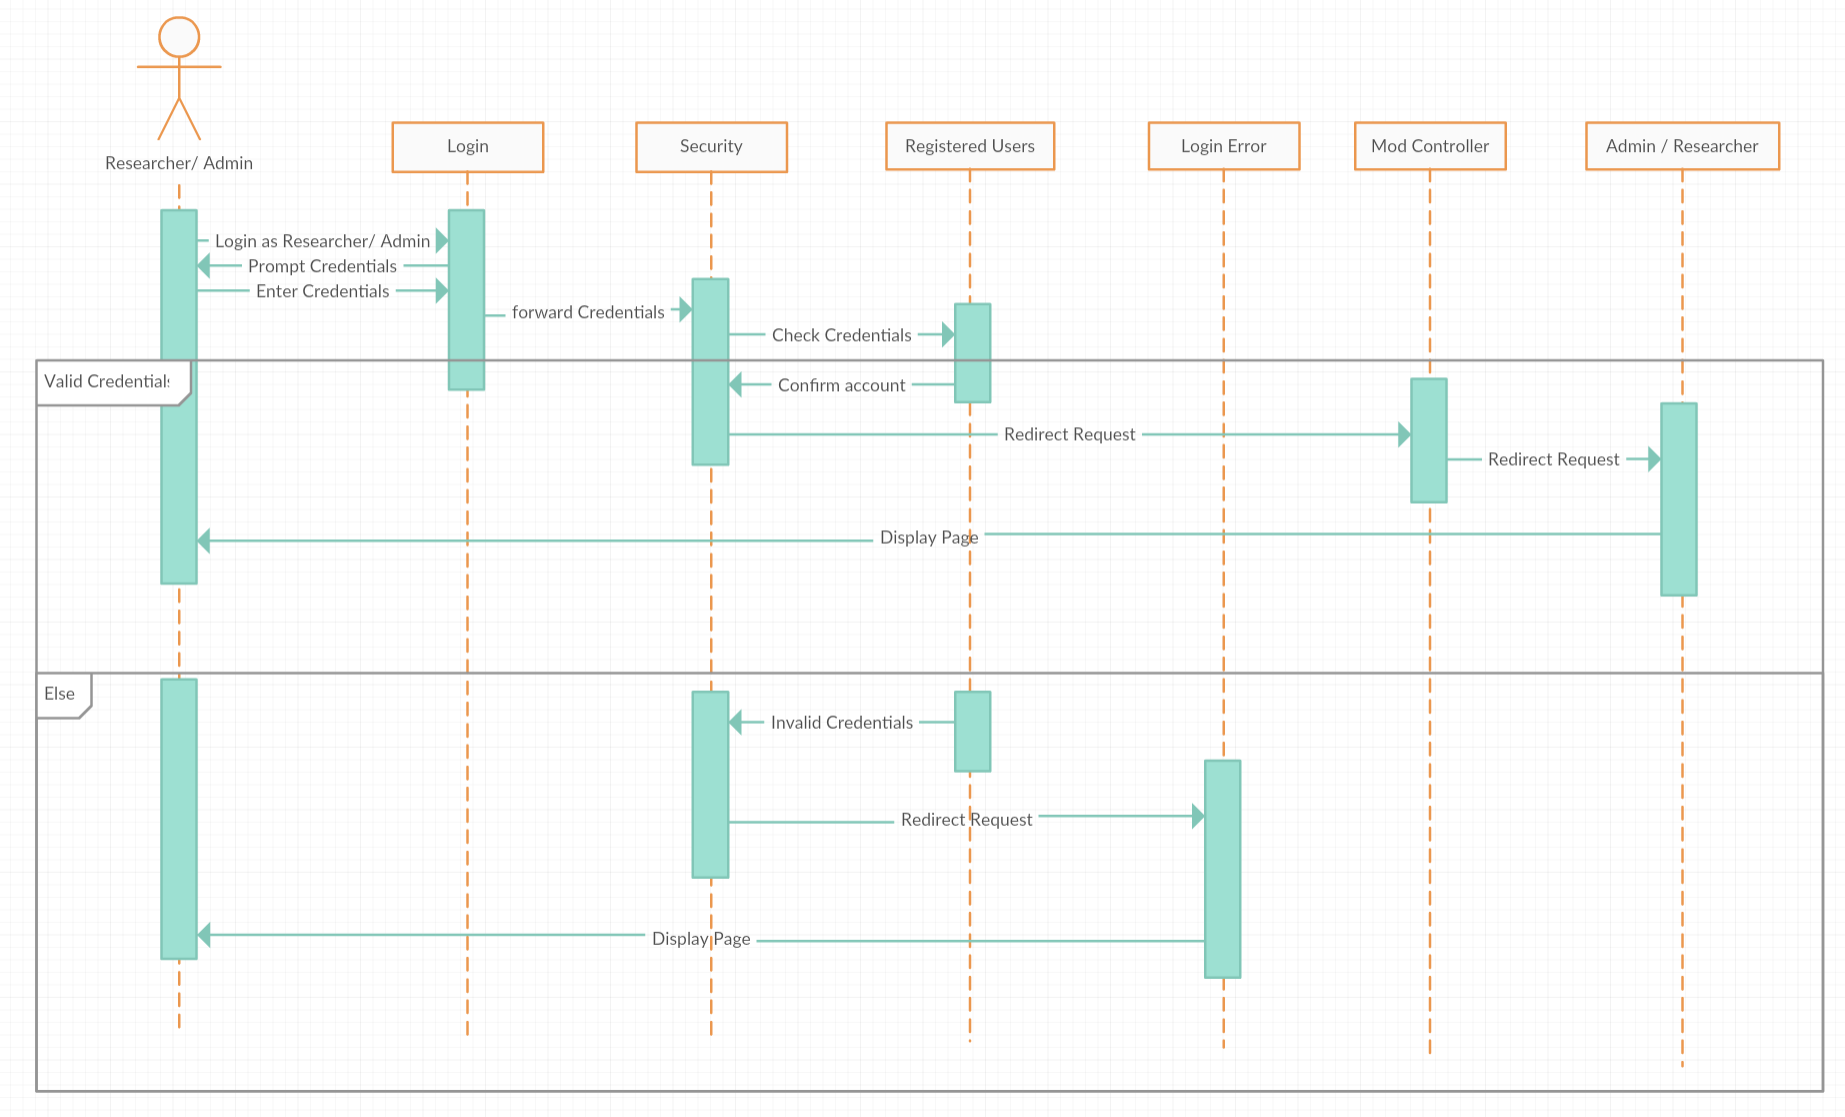 Researcher/ Admin
Login
Security
Registered Users
Login Error
Mod Controller
Admin / Researcher
Login as Researcher/ Admin
Prompt Credentials
Enter Credentials
forward Credentials
Check Credentials
Valid Credentials
Confirm account
Redirect Request
Redirect Request
Display Page
Else
Invalid Credentials
Redirect Request
Display Page